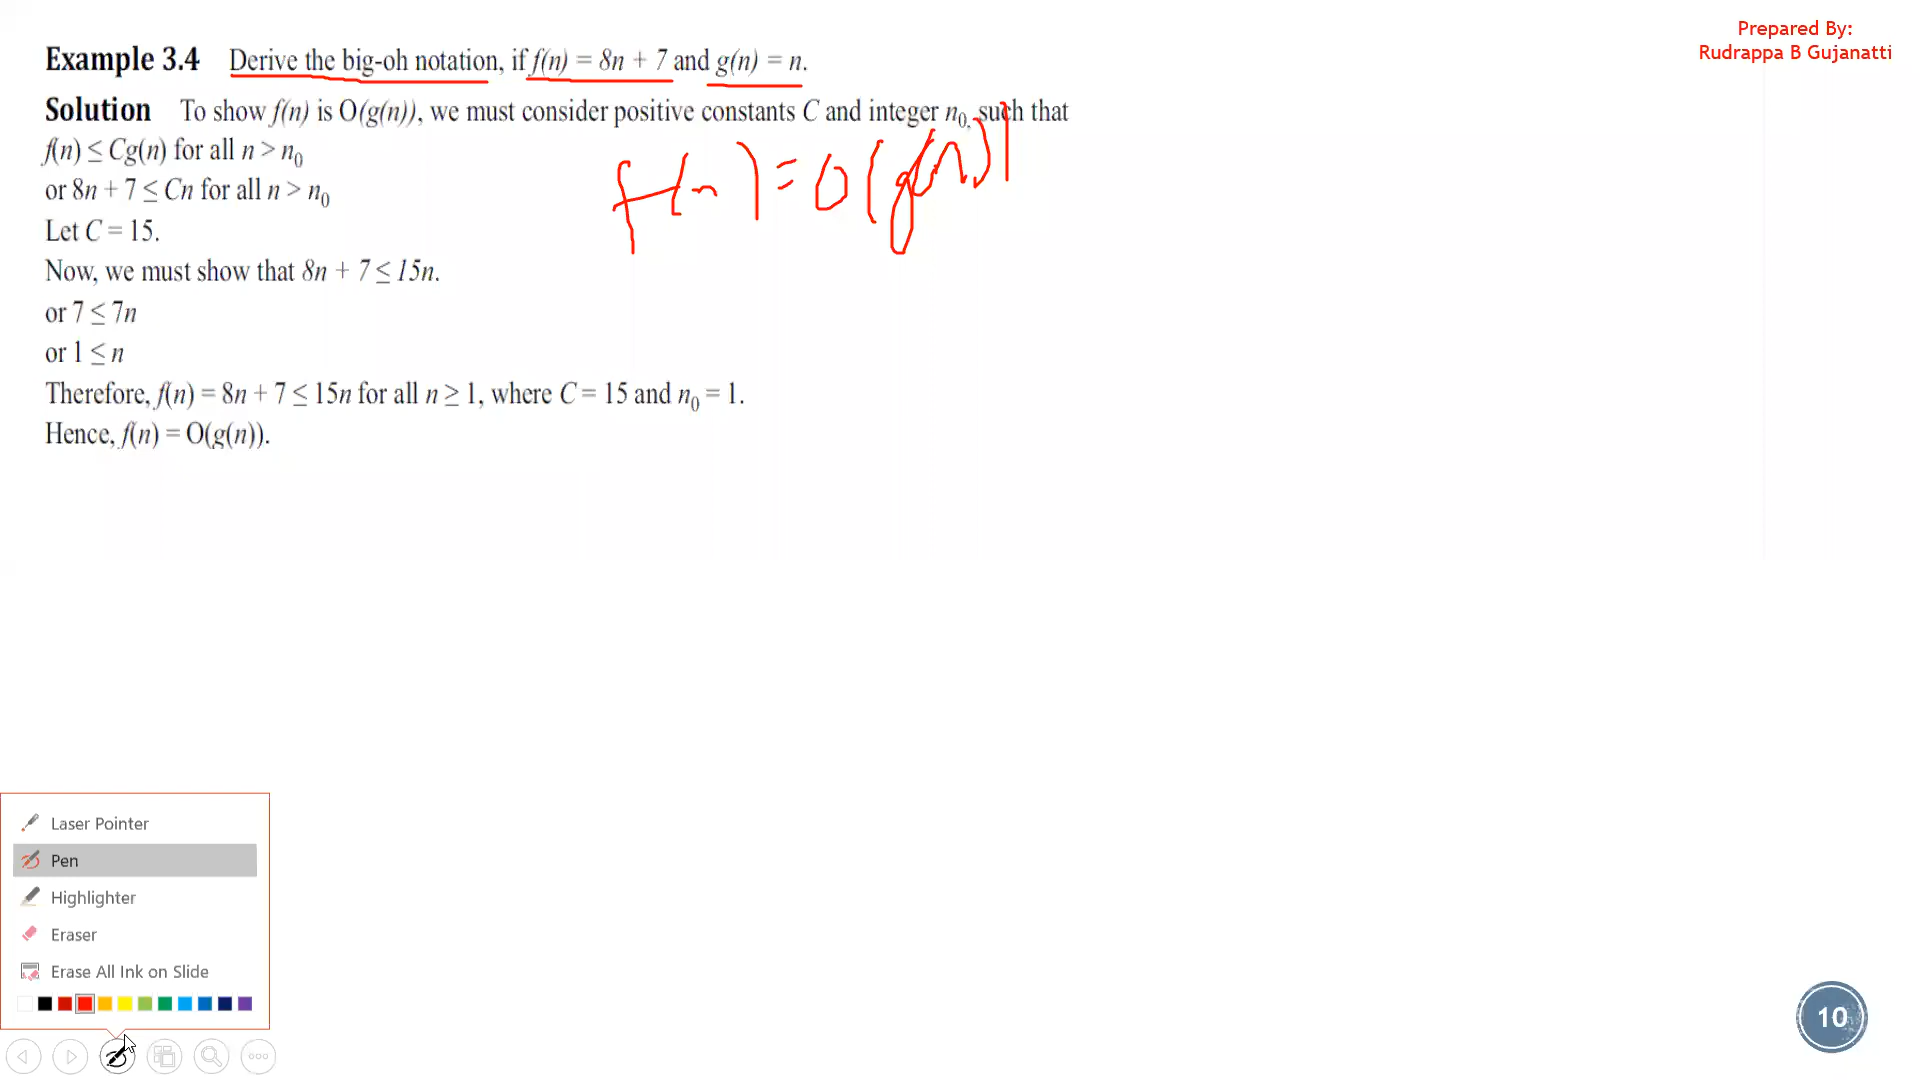 Prepared By:
Rudrappa B Gujanatti
Example 3.4 Derive the big-oh notation, if f(n) = 8n + 7 and g(n) = n.
Solution To show f(n) is O(g(n)), we must consider positive constants C and integer n₀, such that
f(n) ≤ Cg(n) for all n > n₀
f(n) = O(g(n))
or 8n + 7 ≤ Cn for all n > n₀
Let C = 15.
Now, we must show that 8n + 7 ≤ 15n.
or 7 ≤ 7n
or 1 ≤ n
Therefore, f(n) = 8n + 7 ≤ 15n for all n ≥ 1, where C = 15 and n₀ = 1.
Hence, f(n) = O(g(n)).
Laser Pointer
Pen
Highlighter
Eraser
Erase All Ink on Slide
10